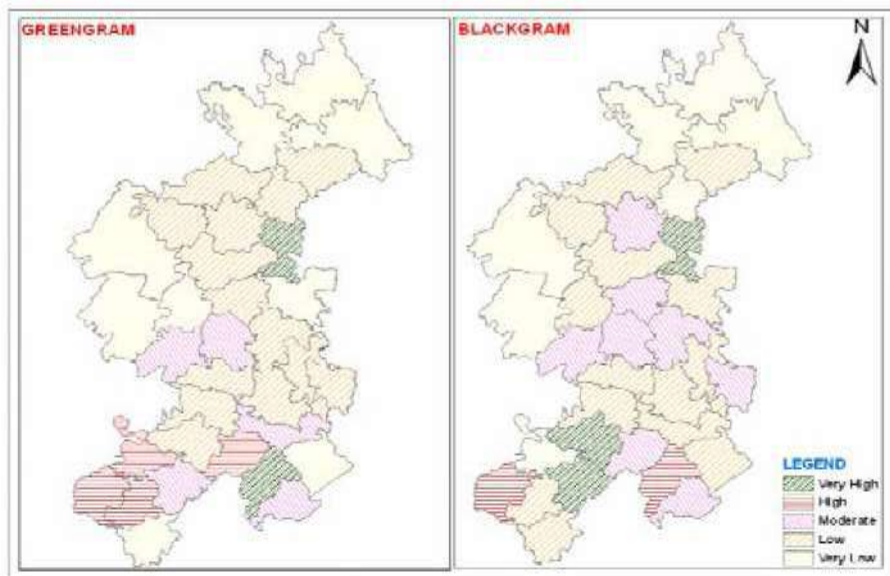 GREENGRAM
BLACKGRAM
N
LEGEND
Very High
High
Moderate
Low
Very Low